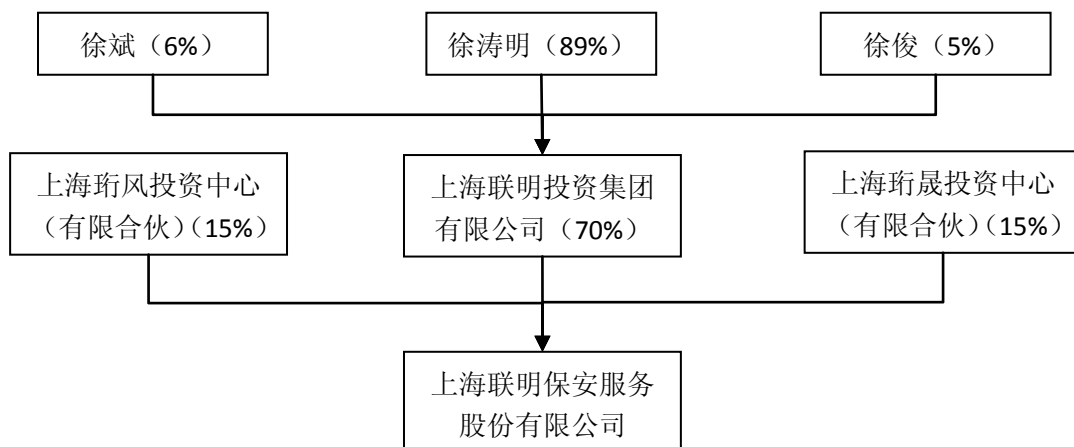 徐斌（6%）
徐涛明（89%）
徐俊（5%）
上海珩风投资中心
（有限合伙）（15%）
上海联明投资集团
有限公司（70%）
上海珩晟投资中心
（有限合伙）（15%）
上海联明保安服务
股份有限公司